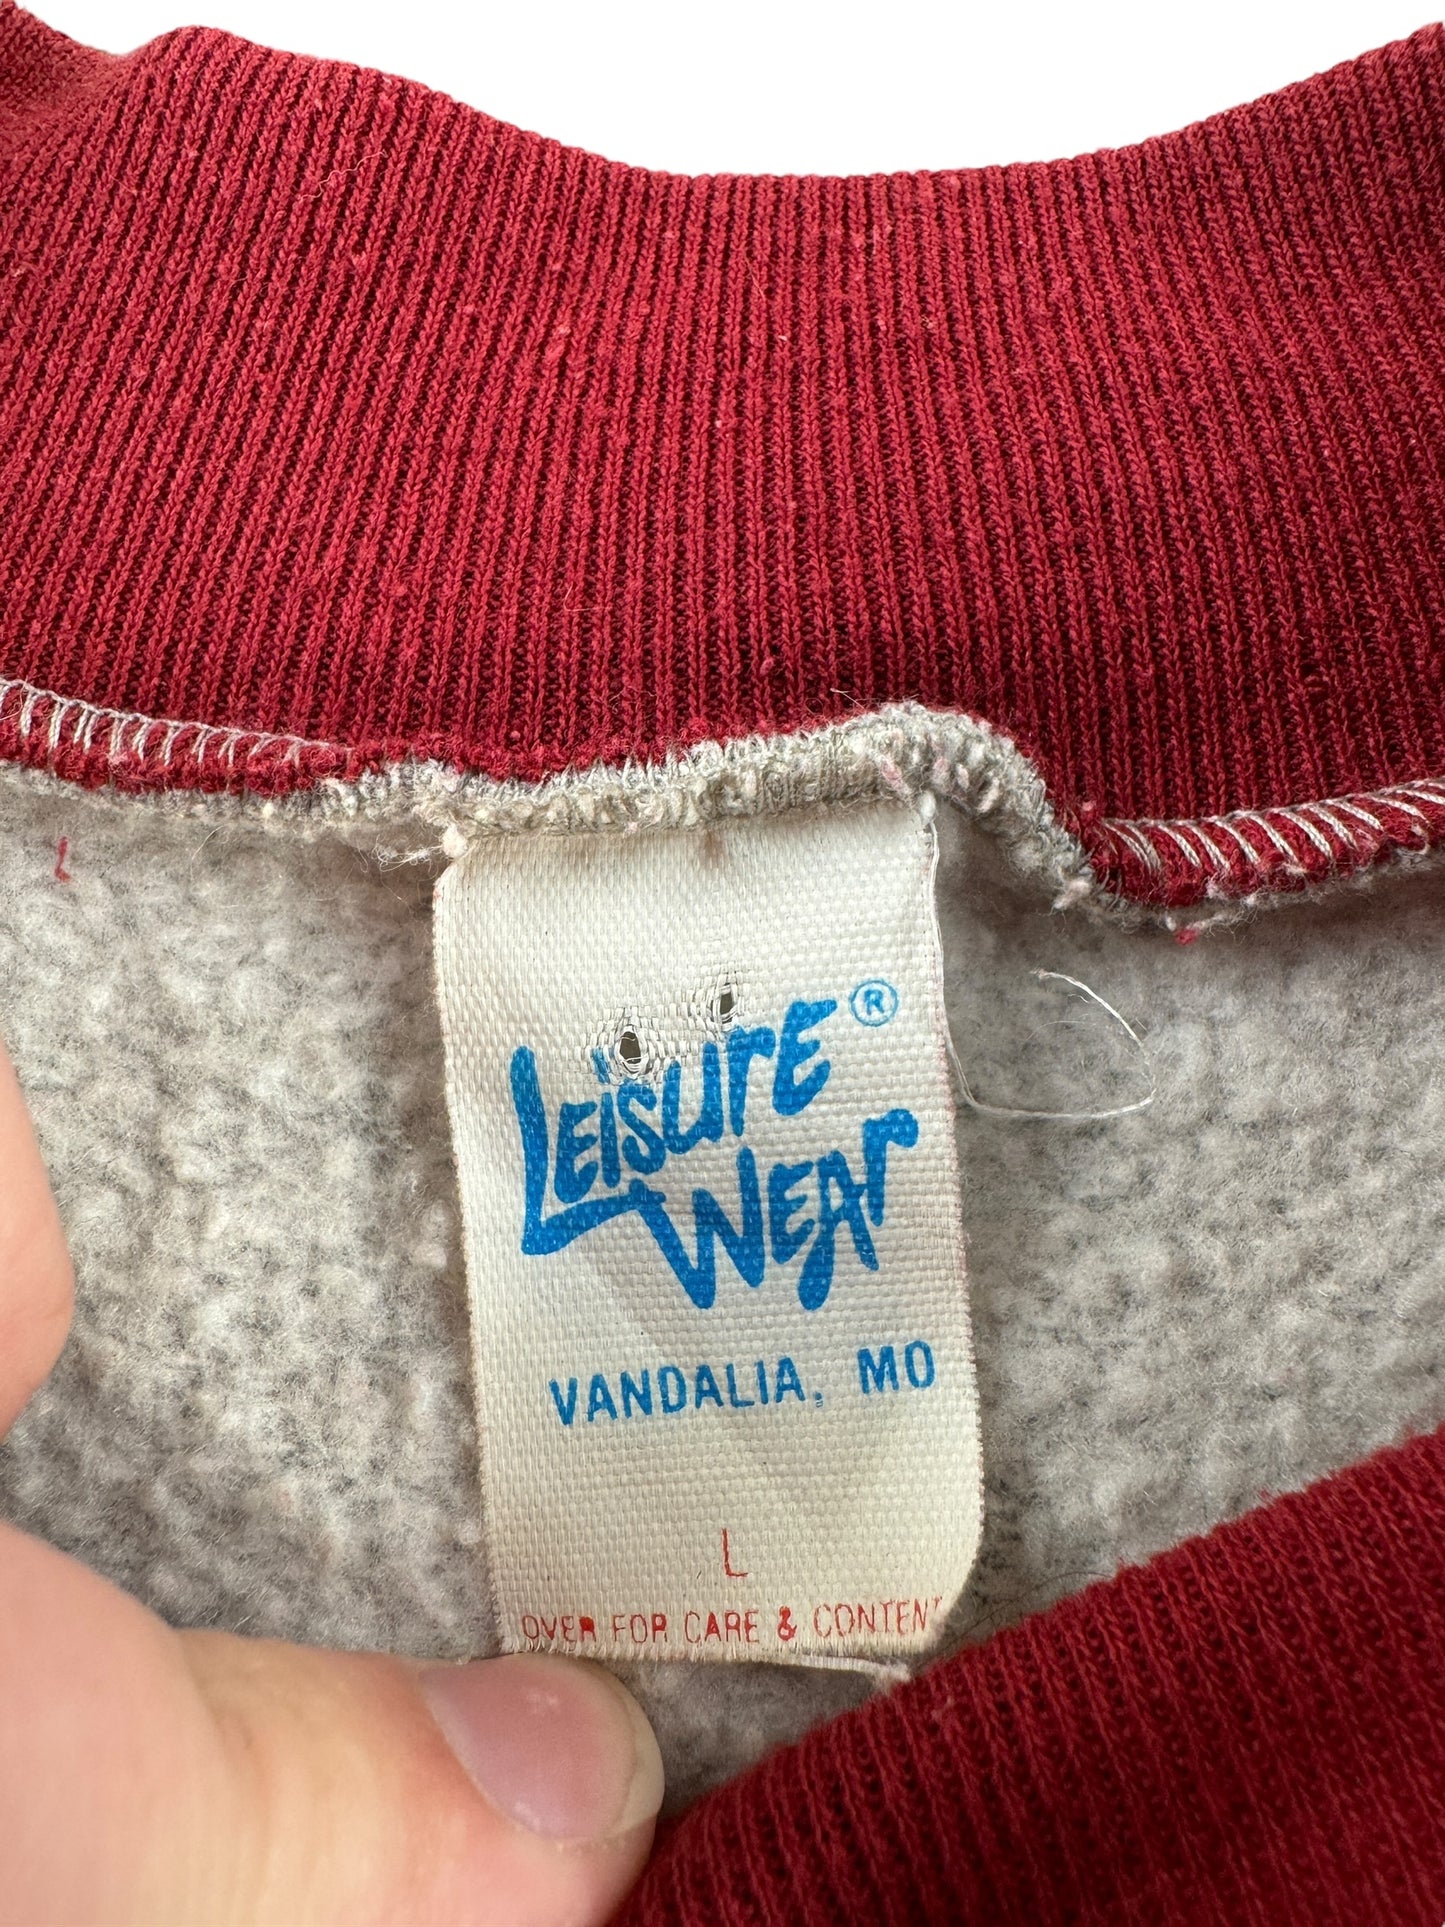 LEISURE®
WEAR
VANDALIA, MO
L
OVER FOR CARE & CONTENT